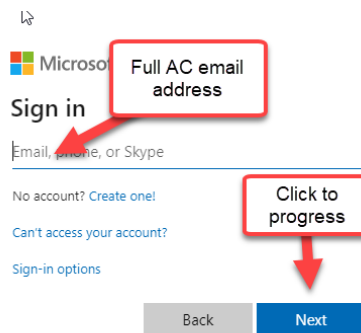 Microso
Full AC email
address
Sign in
Email, phone, or Skype
No account? Create one!
Click to
progress
Can't access your account?
Sign-in options
Back
Next